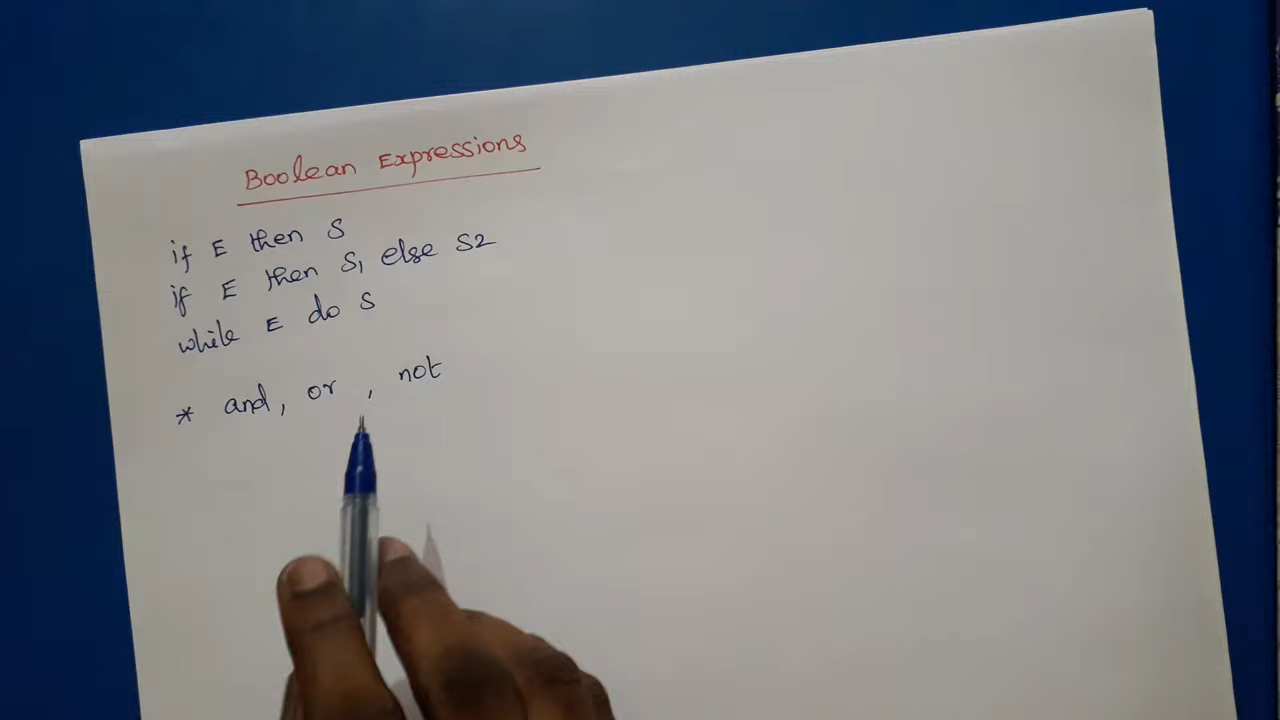 Boolean Expressions
if E then S
if E then S1 else S2
while E do S
* and, or , not